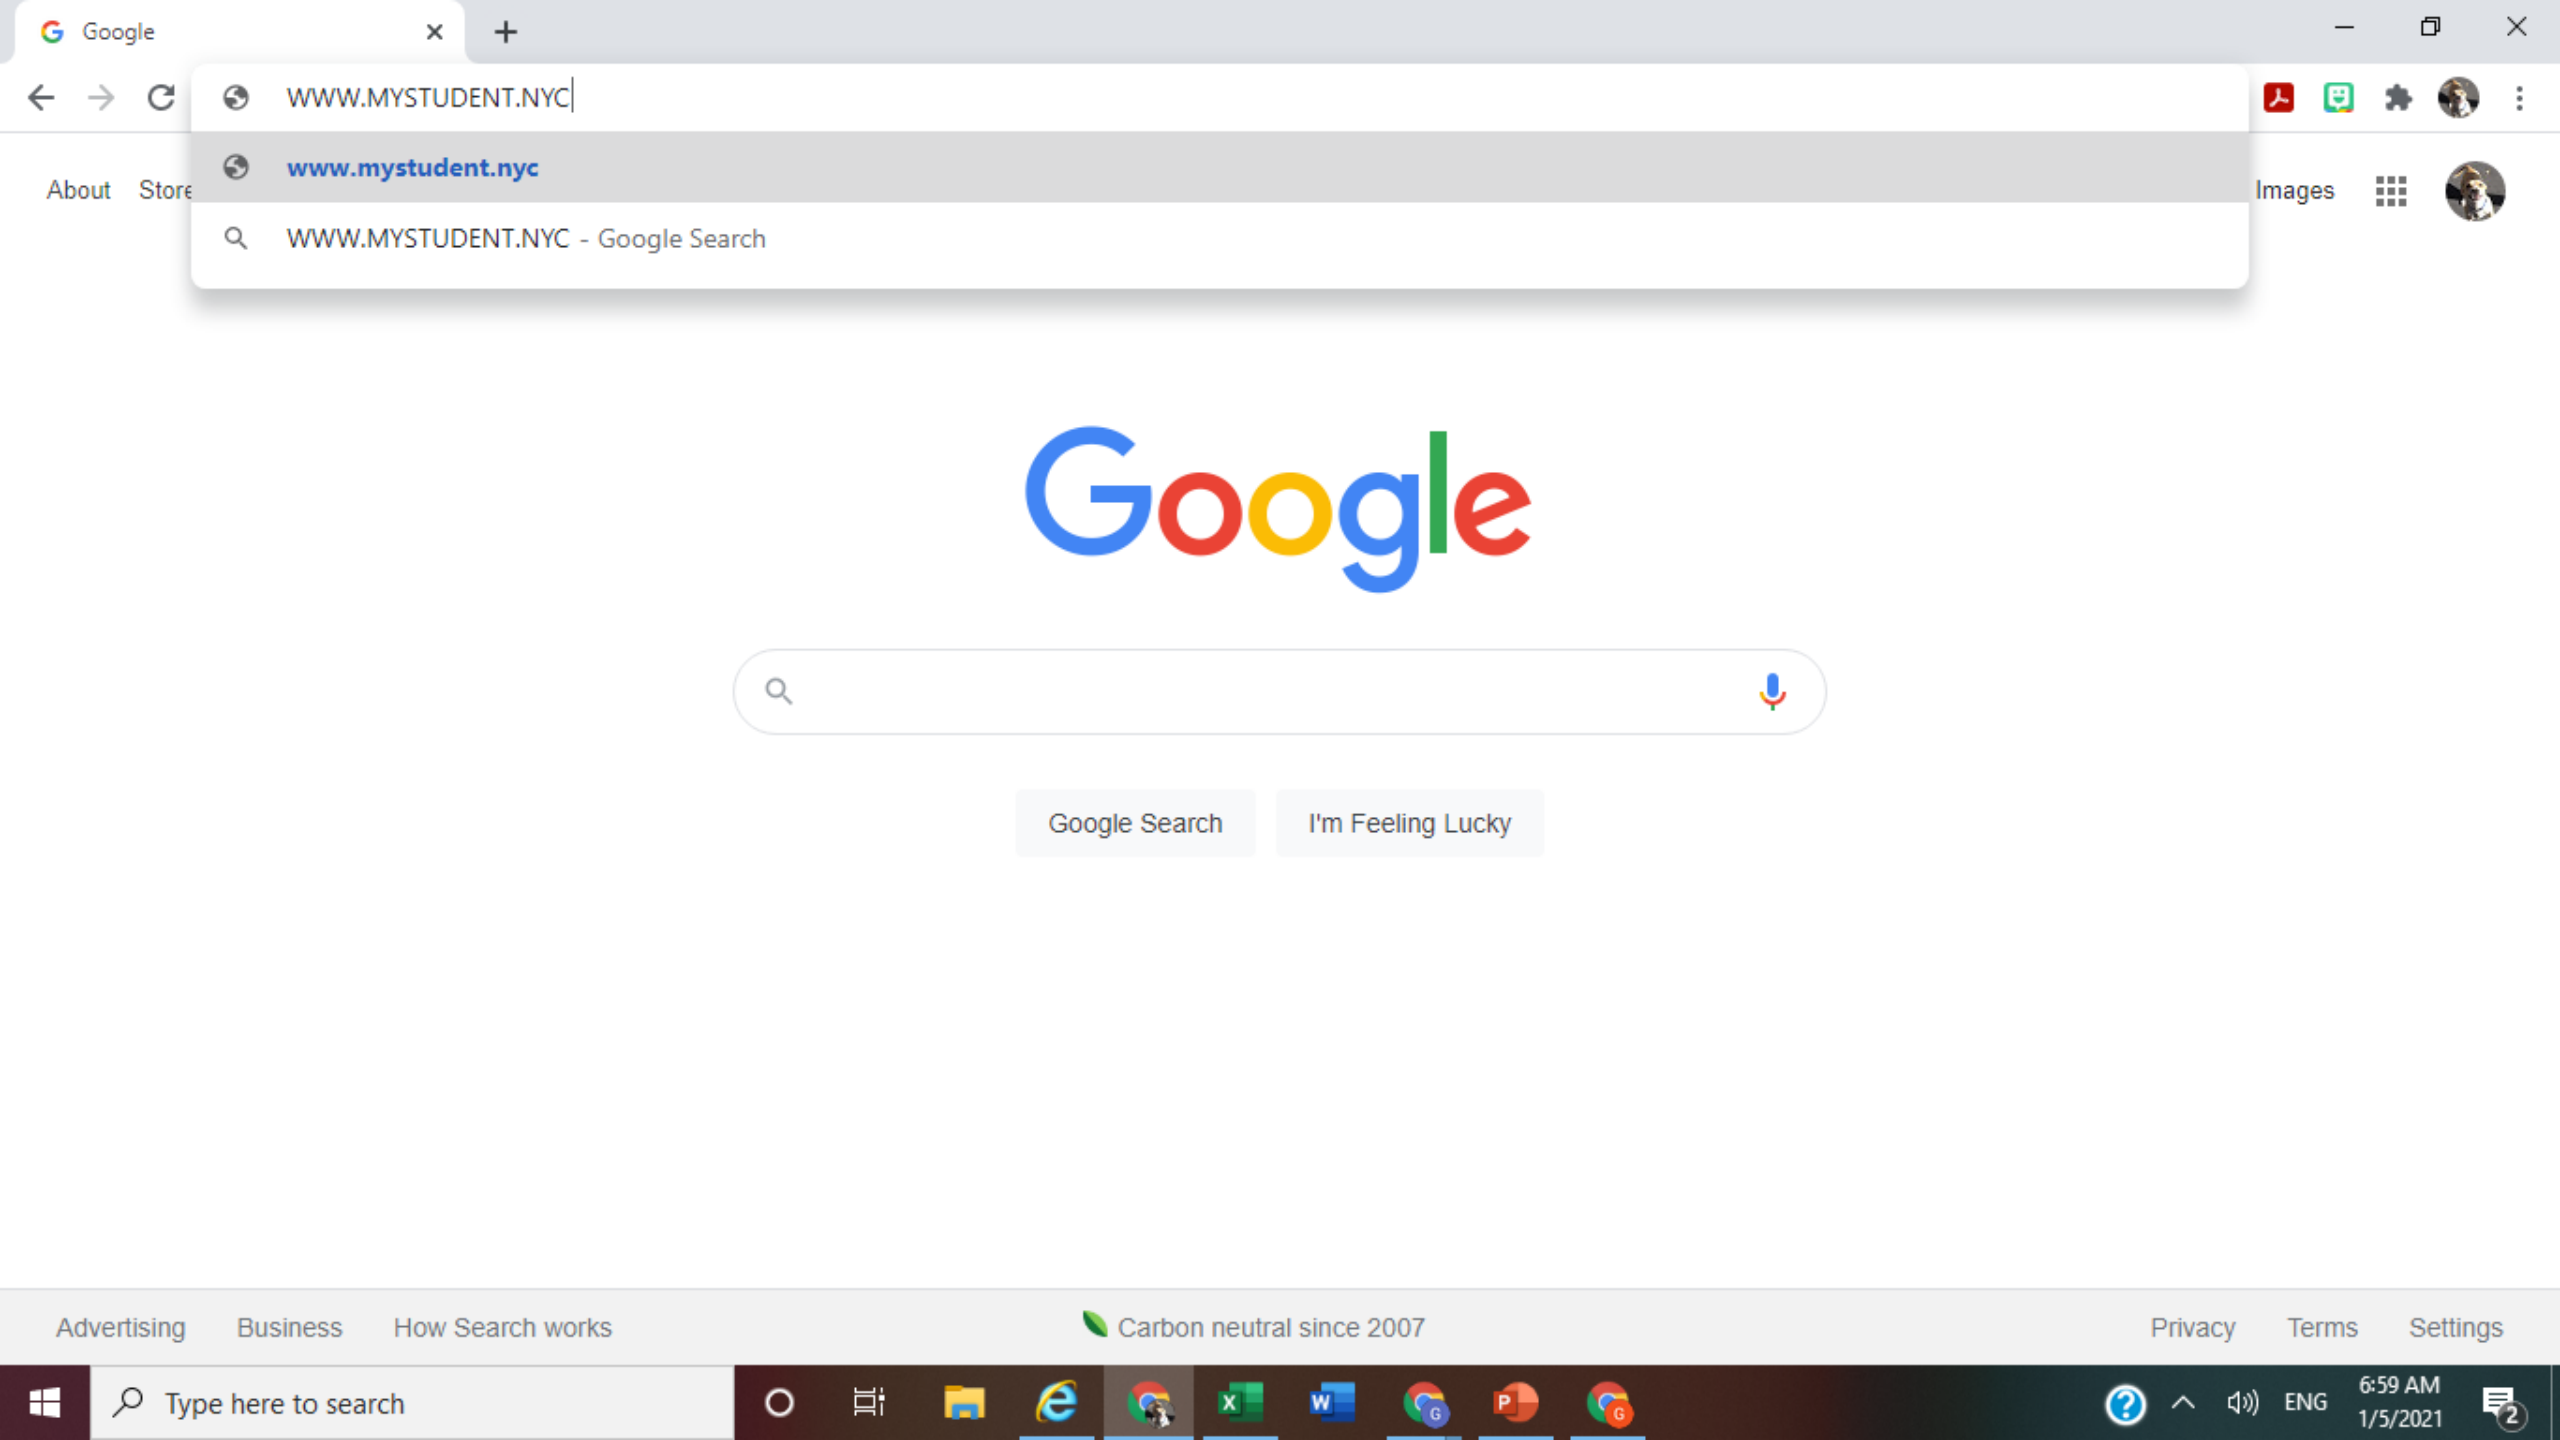 Google
WWW.MYSTUDENT.NYC
www.mystudent.nyc
WWW.MYSTUDENT.NYC - Google Search
About Store
Images
Google
Google Search
I'm Feeling Lucky
Advertising Business How Search works
Carbon neutral since 2007
Privacy Terms Settings
Type here to search
X
W
G
P
G
?
ENG
6:59 AM
1/5/2021
2